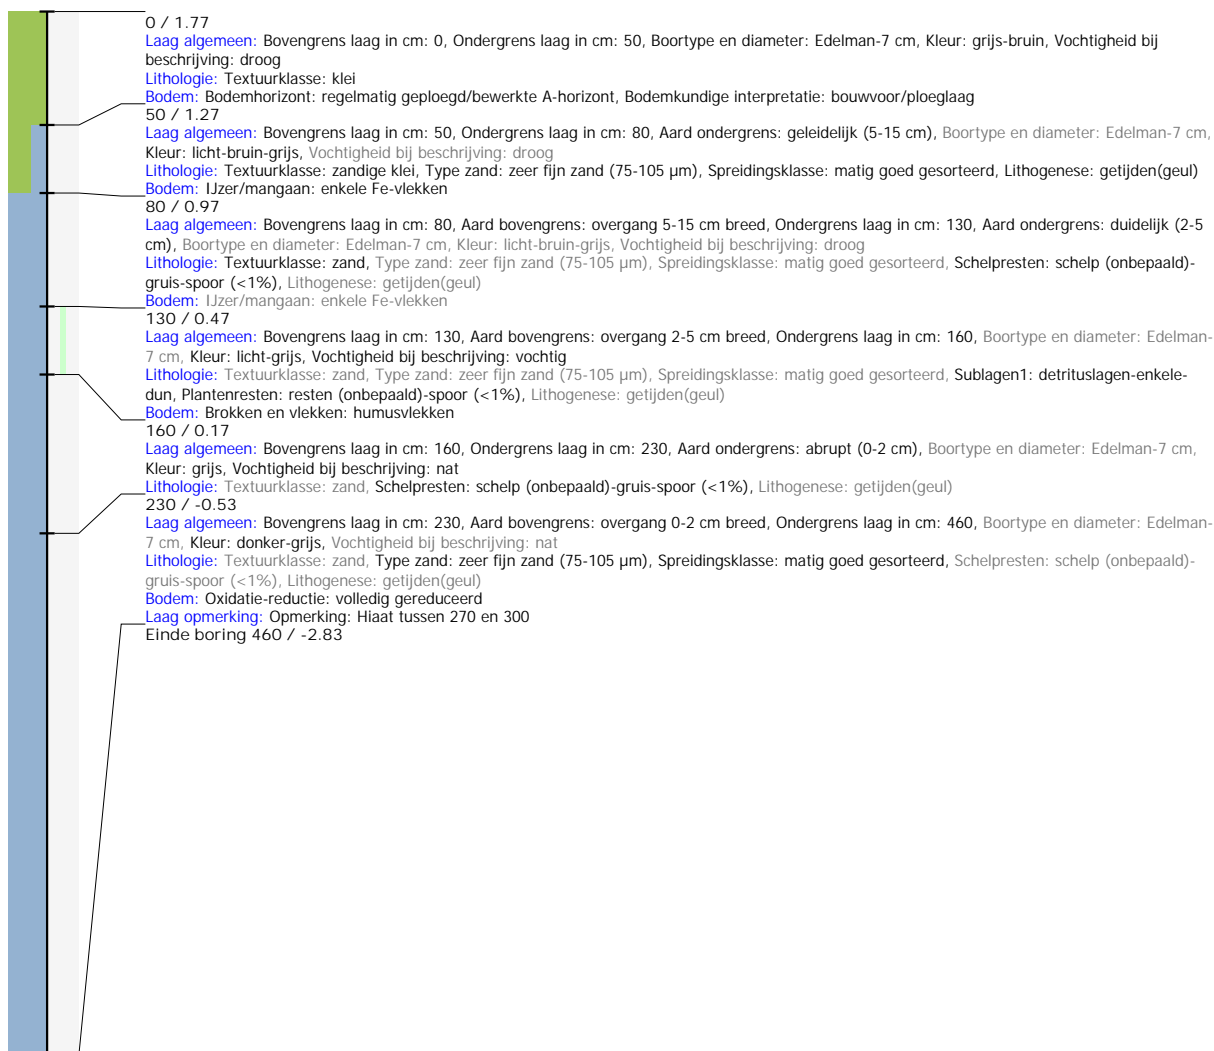 0 / 1.77
Laag algemeen: Bovengrens laag in cm: 0, Ondergrens laag in cm: 50, Boortype en diameter: Edelman-7 cm, Kleur: grijs-bruin, Vochtigheid bij
beschrijving: droog
Lithologie: Textuurklasse: klei
Bodem: Bodemhorizont: regelmatig geploegd/bewerkte A-horizont, Bodemkundige interpretatie: bouwvoor/ploeglaag
50 / 1.27
Laag algemeen: Bovengrens laag in cm: 50, Ondergrens laag in cm: 80, Aard ondergrens: geleidelijk (5-15 cm), Boortype en diameter: Edelman-7 cm,
Kleur: licht-bruin-grijs, Vochtigheid bij beschrijving: droog
Lithologie: Textuurklasse: zandige klei, Type zand: zeer fijn zand (75-105 µm), Spreidingsklasse: matig goed gesorteerd, Lithogenese: getijden(geul)
Bodem: IJzer/mangaan: enkele Fe-vlekken
80 / 0.97
Laag algemeen: Bovengrens laag in cm: 80, Aard bovengrens: overgang 5-15 cm breed, Ondergrens laag in cm: 130, Aard ondergrens: duidelijk (2-5
cm), Boortype en diameter: Edelman-7 cm, Kleur: licht-bruin-grijs, Vochtigheid bij beschrijving: droog
Lithologie: Textuurklasse: zand, Type zand: zeer fijn zand (75-105 µm), Spreidingsklasse: matig goed gesorteerd, Schelpresten: schelp (onbepaald)-
gruis-spoor (<1%), Lithogenese: getijden(geul)
Bodem: IJzer/mangaan: enkele Fe-vlekken
130 / 0.47
Laag algemeen: Bovengrens laag in cm: 130, Aard bovengrens: overgang 2-5 cm breed, Ondergrens laag in cm: 160, Boortype en diameter: Edelman-
7 cm, Kleur: licht-grijs, Vochtigheid bij beschrijving: vochtig
Lithologie: Textuurklasse: zand, Type zand: zeer fijn zand (75-105 µm), Spreidingsklasse: matig goed gesorteerd, Sublagen1: detrituslagen-enkele-
dun, Plantenresten: resten (onbepaald)-spoor (<1%), Lithogenese: getijden(geul)
Bodem: Brokken en vlekken: humusvlekken
160 / 0.17
Laag algemeen: Bovengrens laag in cm: 160, Ondergrens laag in cm: 230, Aard ondergrens: abrupt (0-2 cm), Boortype en diameter: Edelman-7 cm,
Kleur: grijs, Vochtigheid bij beschrijving: nat
Lithologie: Textuurklasse: zand, Schelpresten: schelp (onbepaald)-gruis-spoor (<1%), Lithogenese: getijden(geul)
230 / -0.53
Laag algemeen: Bovengrens laag in cm: 230, Aard bovengrens: overgang 0-2 cm breed, Ondergrens laag in cm: 460, Boortype en diameter: Edelman-
7 cm, Kleur: donker-grijs, Vochtigheid bij beschrijving: nat
Lithologie: Textuurklasse: zand, Type zand: zeer fijn zand (75-105 µm), Spreidingsklasse: matig goed gesorteerd, Schelpresten: schelp (onbepaald)-
gruis-spoor (<1%), Lithogenese: getijden(geul)
Bodem: Oxidatie-reductie: volledig gereduceerd
Laag opmerking: Opmerking: Hiaat tussen 270 en 300
Einde boring 460 / -2.83